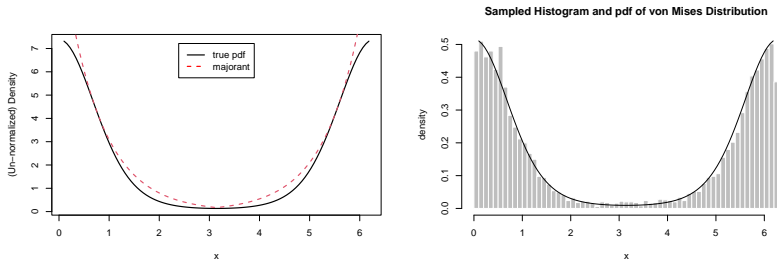 Sampled Histogram and pdf of von Mises Distribution
(Un−normalized) Density
7
6
5
4
3
2
1
0
true pdf
majorant
0 1 2 3 4 5 6
x
density
0.5
0.4
0.3
0.2
0.1
0.0
0 1 2 3 4 5 6
x